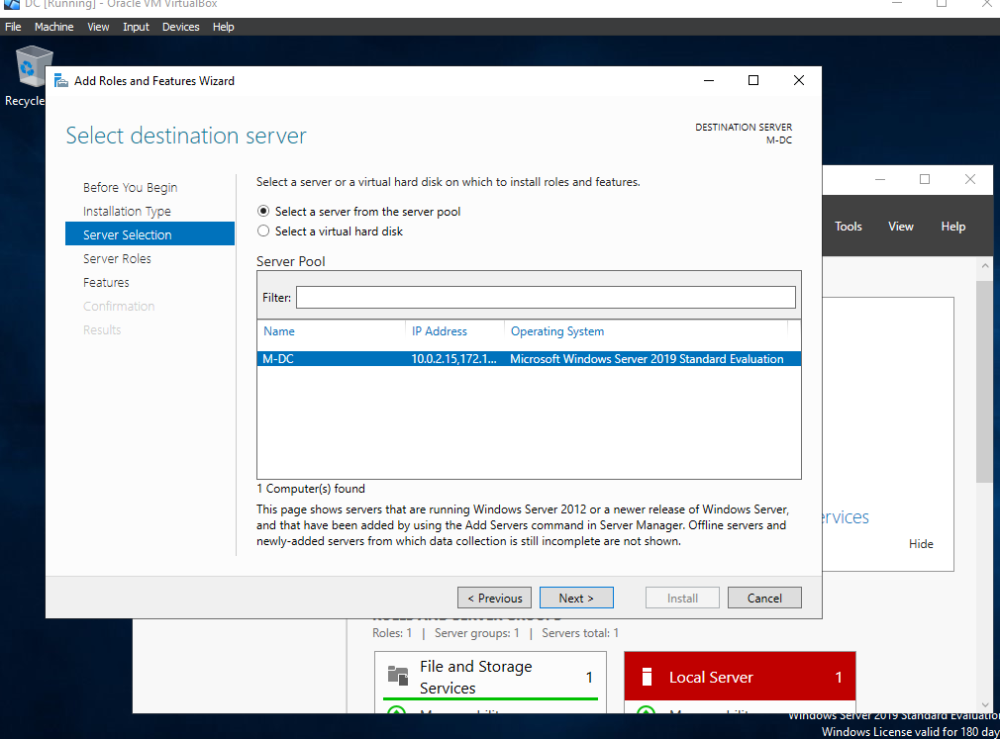 DC [Running] - Oracle VM VirtualBox
File Machine View Input Devices Help
Recycle
Add Roles and Features Wizard
Select destination server
DESTINATION SERVER
M-DC
Before You Begin
Installation Type
Server Selection
Server Roles
Features
Confirmation
Results
Select a server or a virtual hard disk on which to install roles and features.
Select a server from the server pool
Select a virtual hard disk
Server Pool
Filter:
Name IP Address Operating System
M-DC 10.0.2.15,172.1... Microsoft Windows Server 2019 Standard Evaluation
1 Computer(s) found
This page shows servers that are running Windows Server 2012 or a newer release of Windows Server,
and that have been added by using the Add Servers command in Server Manager. Offline servers and
newly-added servers from which data collection is still incomplete are not shown.
< Previous Next > Install Cancel
Tools View Help
ervices
Hide
ROLES AND SERVER GROUPS
Roles: 1 | Server groups: 1 | Servers total: 1
File and Storage
Services
1
Local Server 1
Windows Server 2019 Standard Evaluation
Windows License valid for 180 day